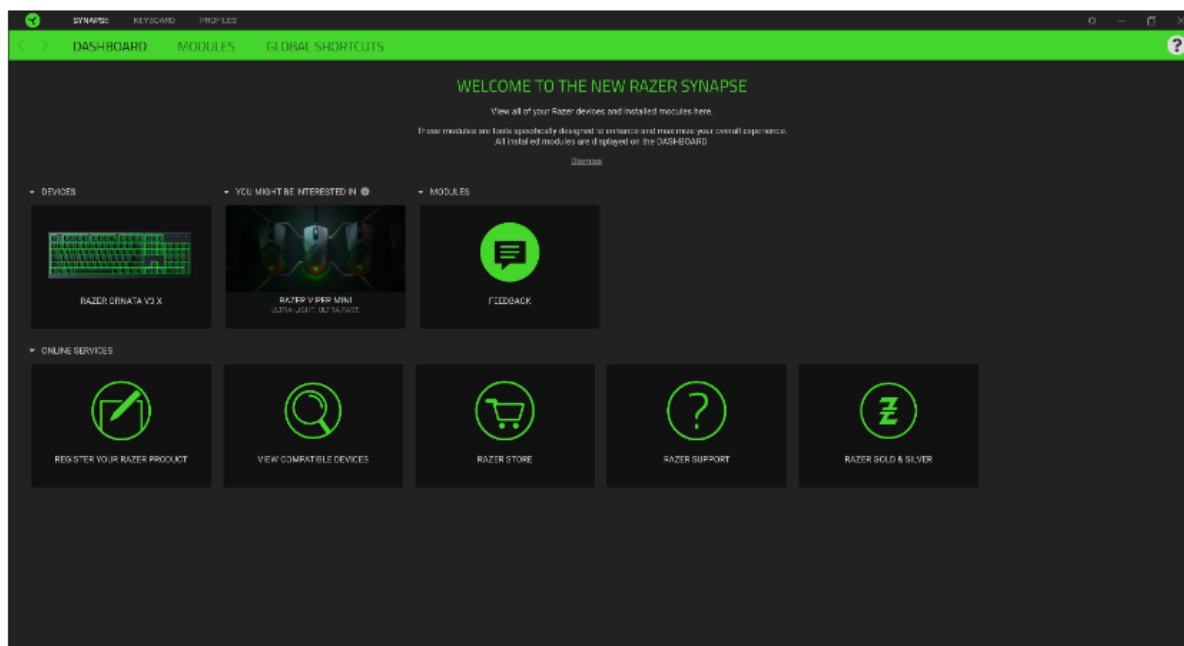 SYNAPSE KEYBOARD PROFILES
DASHBOARD MODULES GLOBAL SHORTCUTS
?
WELCOME TO THE NEW RAZER SYNAPSE
View all of your Razer devices and installed modules here.
These modules are tools specifically designed to enhance and maximize your overall experience.
All installed modules are displayed on the DASHBOARD.
Dismiss
DEVICES
YOU MIGHT BE INTERESTED IN
MODULES
RAZER ORNATA V3 X
RAZER VIPER MINI
ULTRA-LIGHT. ULTRA-FAST.
FEEDBACK
ONLINE SERVICES
REGISTER YOUR RAZER PRODUCT
VIEW COMPATIBLE DEVICES
RAZER STORE
RAZER SUPPORT
RAZER GOLD & SILVER